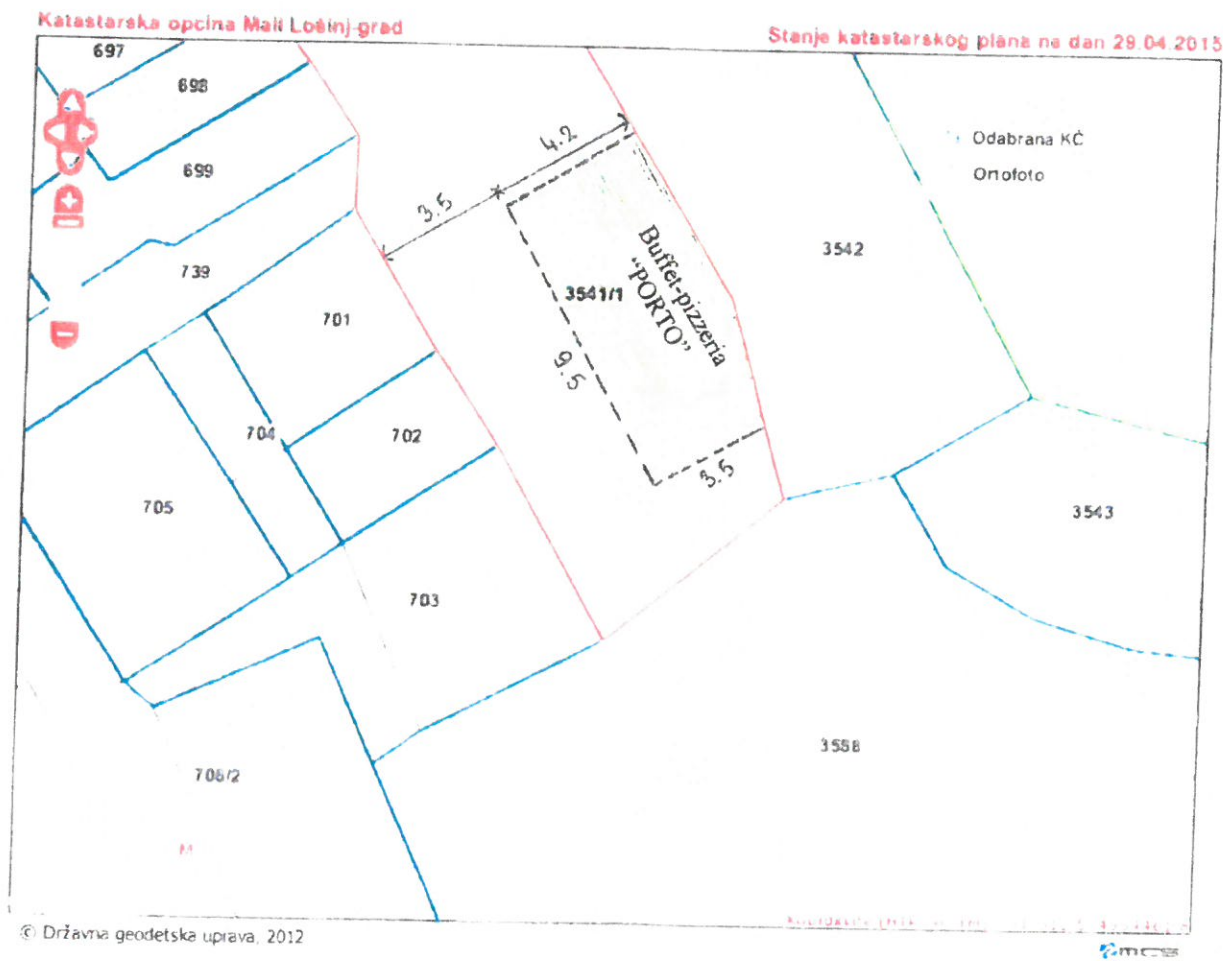 Katastarska općina Mali Lošinj-grad
Stanje katastarskog plana na dan 29.04.2015
697
698
699
739
701
702
704
705
703
706/2
M
3.5
4.2
3541/1
Buffet-pizzeria
"PORTO"
9.5
3.5
3542
Odabrana KČ
Ortofoto
3543
3558
© Državna geodetska uprava, 2012
mcs